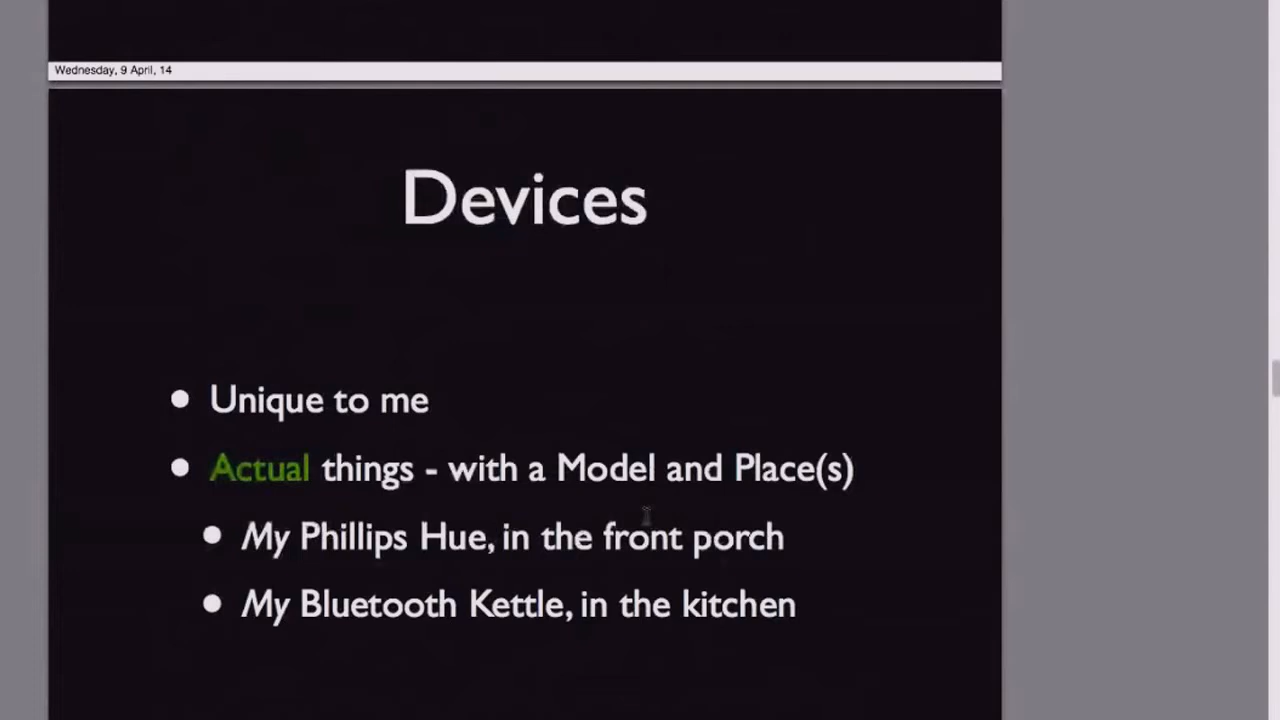 Wednesday, 9 April, 14
Devices
• Unique to me
• Actual things - with a Model and Place(s)
• My Phillips Hue, in the front porch
• My Bluetooth Kettle, in the kitchen